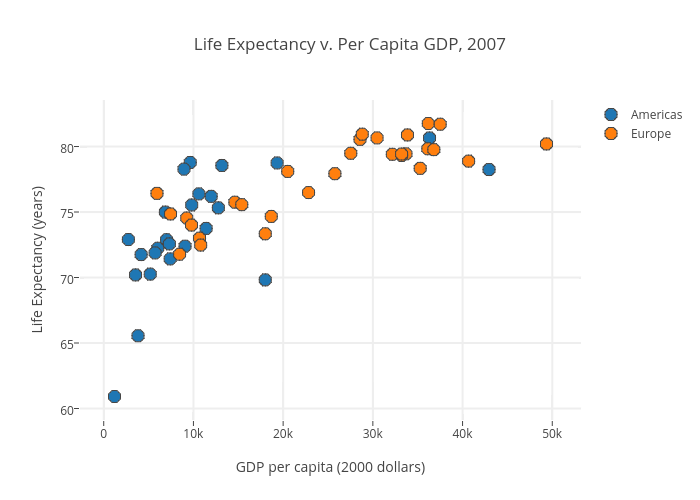 Life Expectancy v. Per Capita GDP, 2007
Americas
Europe
Life Expectancy (years)
80
75
70
65
60
0
10k
20k
30k
40k
50k
GDP per capita (2000 dollars)